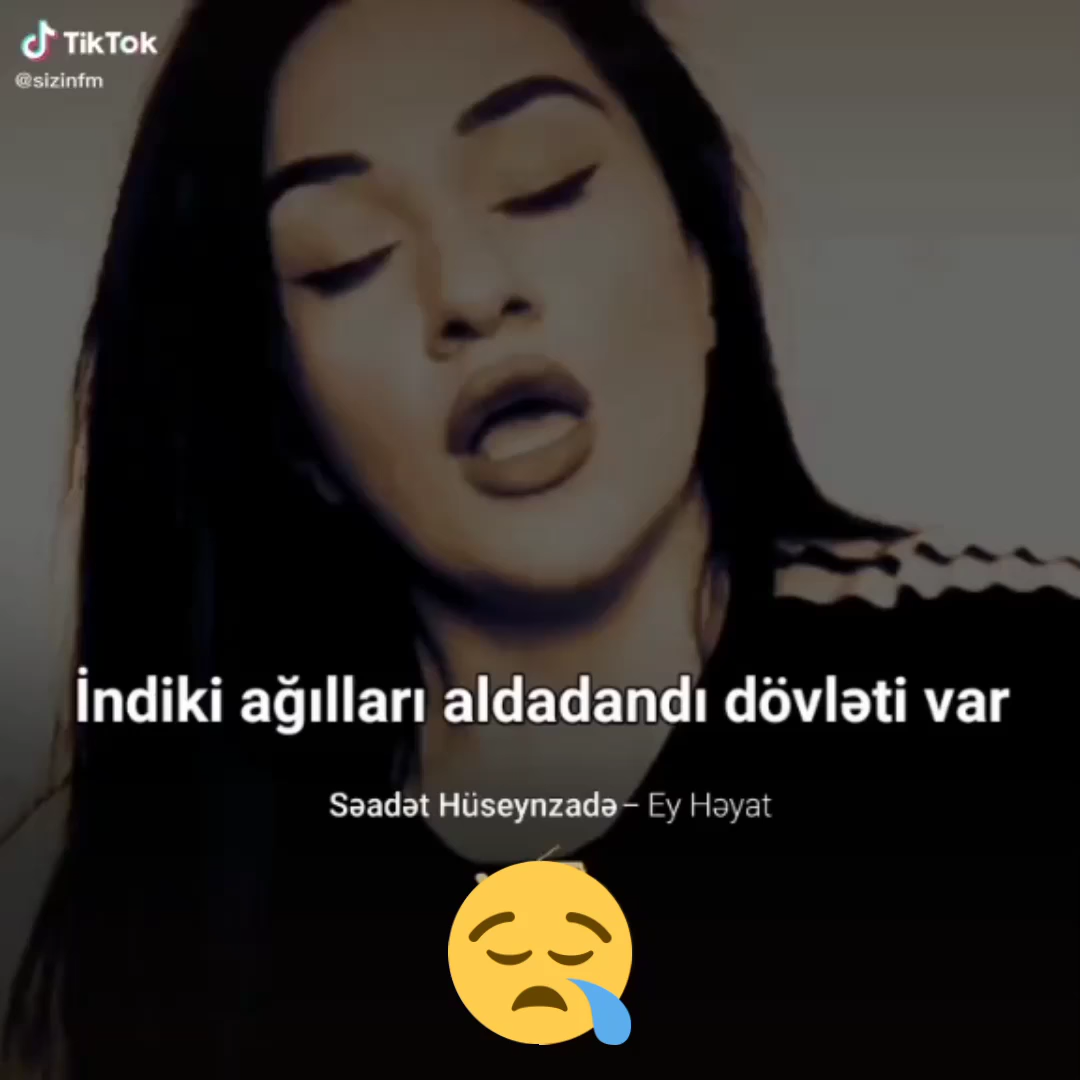 TikTok
@sizinfm
İndiki ağılları aldadandı dövləti var
Səadət Hüseynzadə – Ey Həyat